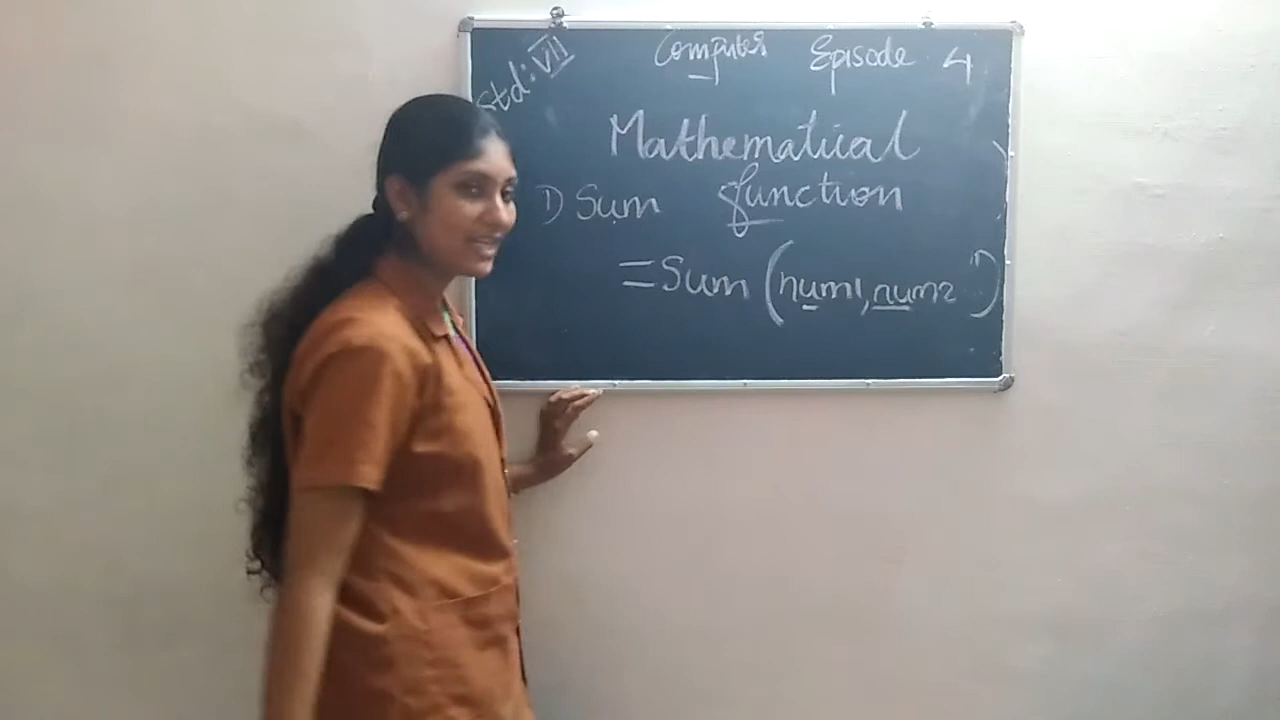 Std: VII
Computer Episode 4
Mathematical
1) Sum function
=Sum (num1, num2 )